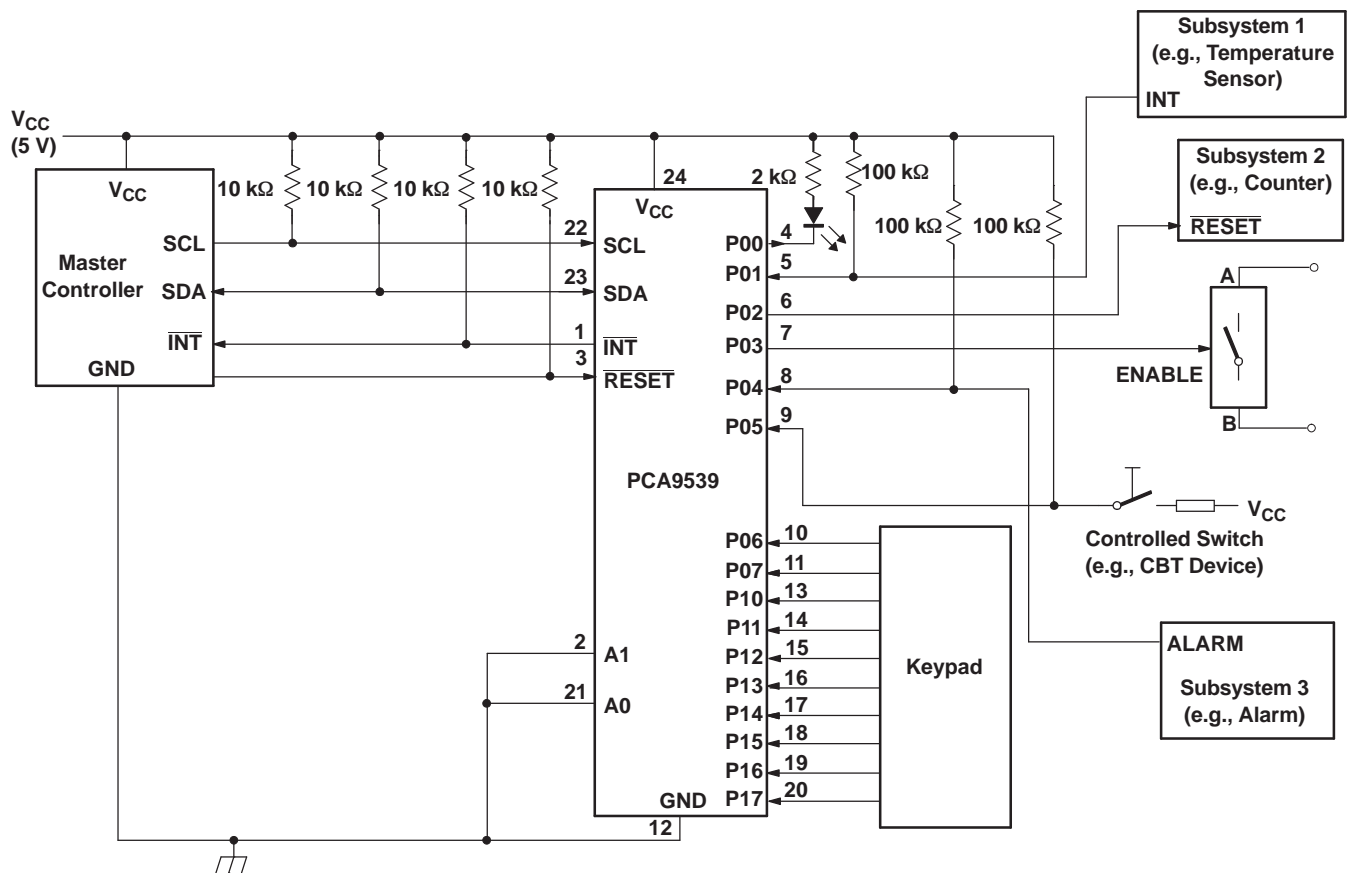 Subsystem 1
(e.g., Temperature
Sensor)
INT
VCC
(5 V)
Subsystem 2
(e.g., Counter)
RESET
VCC
10 kΩ
10 kΩ
10 kΩ
10 kΩ
24
VCC
2 kΩ
100 kΩ
100 kΩ
100 kΩ
Master
Controller
SCL
SDA
INT
GND
22
SCL
23
SDA
1
INT
3
RESET
P00
4
P01
5
P02
6
P03
7
P04
8
P05
9
A
ENABLE
B
PCA9539
VCC
Controlled Switch
(e.g., CBT Device)
P06
10
P07
11
P10
13
P11
14
P12
15
P13
16
P14
17
P15
18
P16
19
P17
20
Keypad
ALARM
Subsystem 3
(e.g., Alarm)
2
A1
21
A0
GND
12